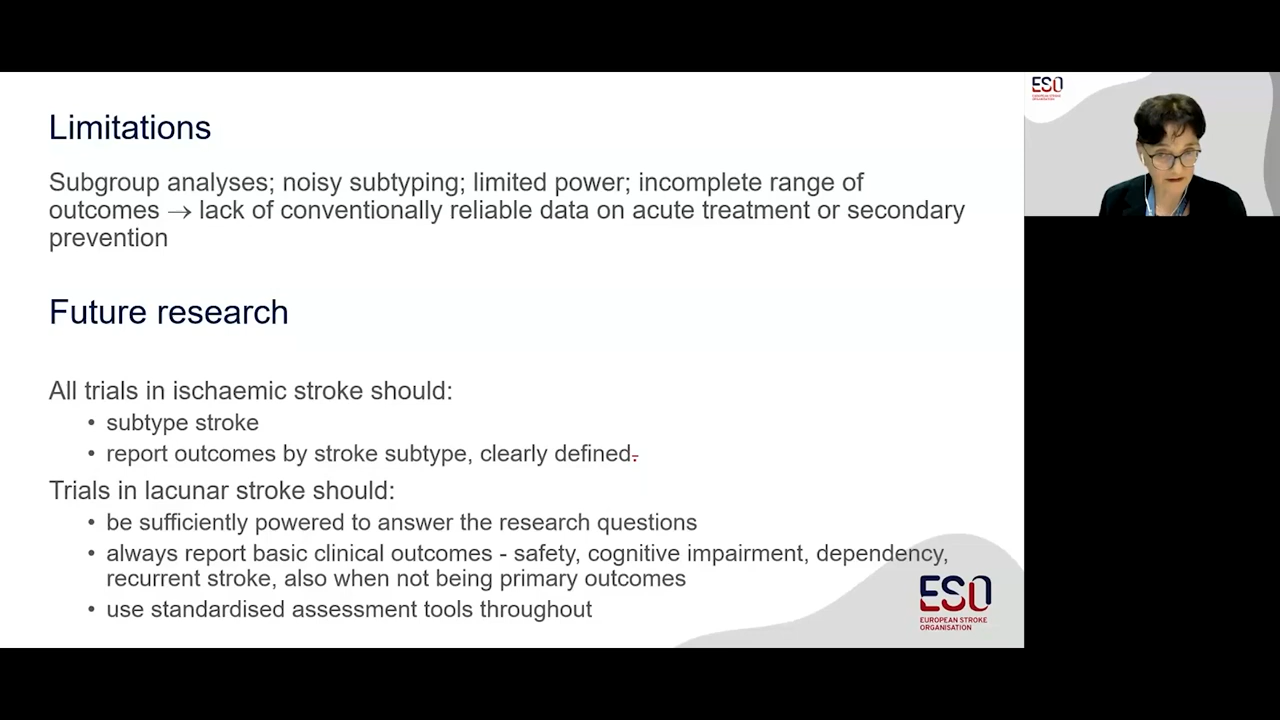 Limitations
Subgroup analyses; noisy subtyping; limited power; incomplete range of
outcomes → lack of conventionally reliable data on acute treatment or secondary
prevention
Future research
All trials in ischaemic stroke should:
• subtype stroke
• report outcomes by stroke subtype, clearly defined.
Trials in lacunar stroke should:
• be sufficiently powered to answer the research questions
• always report basic clinical outcomes - safety, cognitive impairment, dependency,
recurrent stroke, also when not being primary outcomes
• use standardised assessment tools throughout
ESO
EUROPEAN STROKE
ORGANISATION
ESO
EUROPEAN STROKE
ORGANISATION